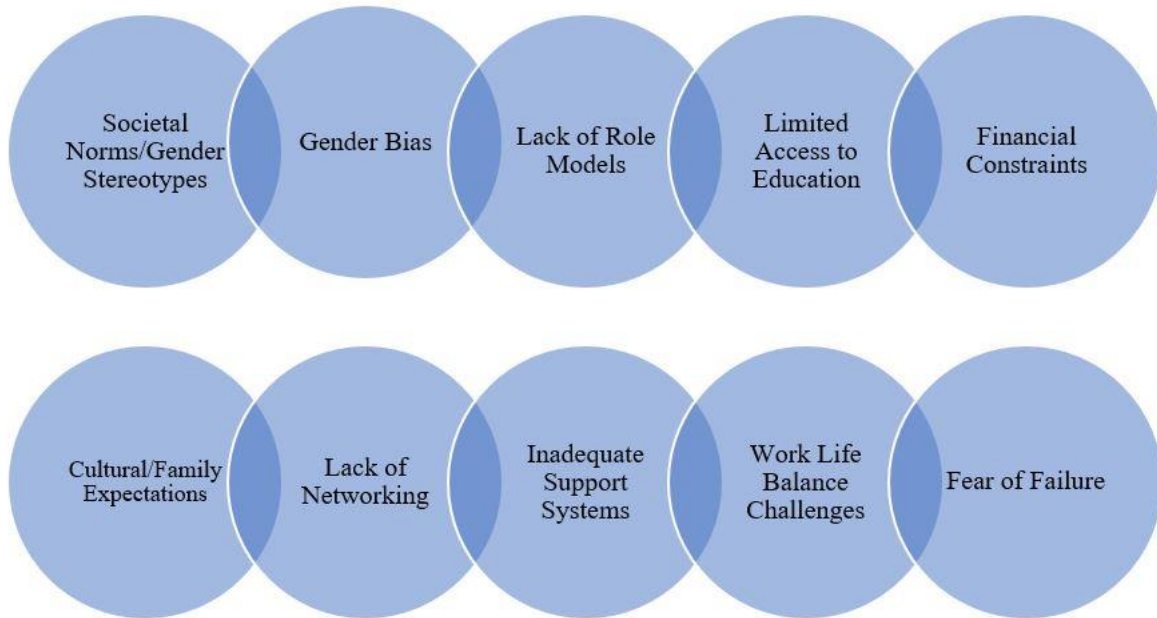 Societal
Norms/Gender
Stereotypes
Gender Bias
Lack of Role
Models
Limited
Access to
Education
Financial
Constraints
Cultural/Family
Expectations
Lack of
Networking
Inadequate
Support
Systems
Work Life
Balance
Challenges
Fear of Failure